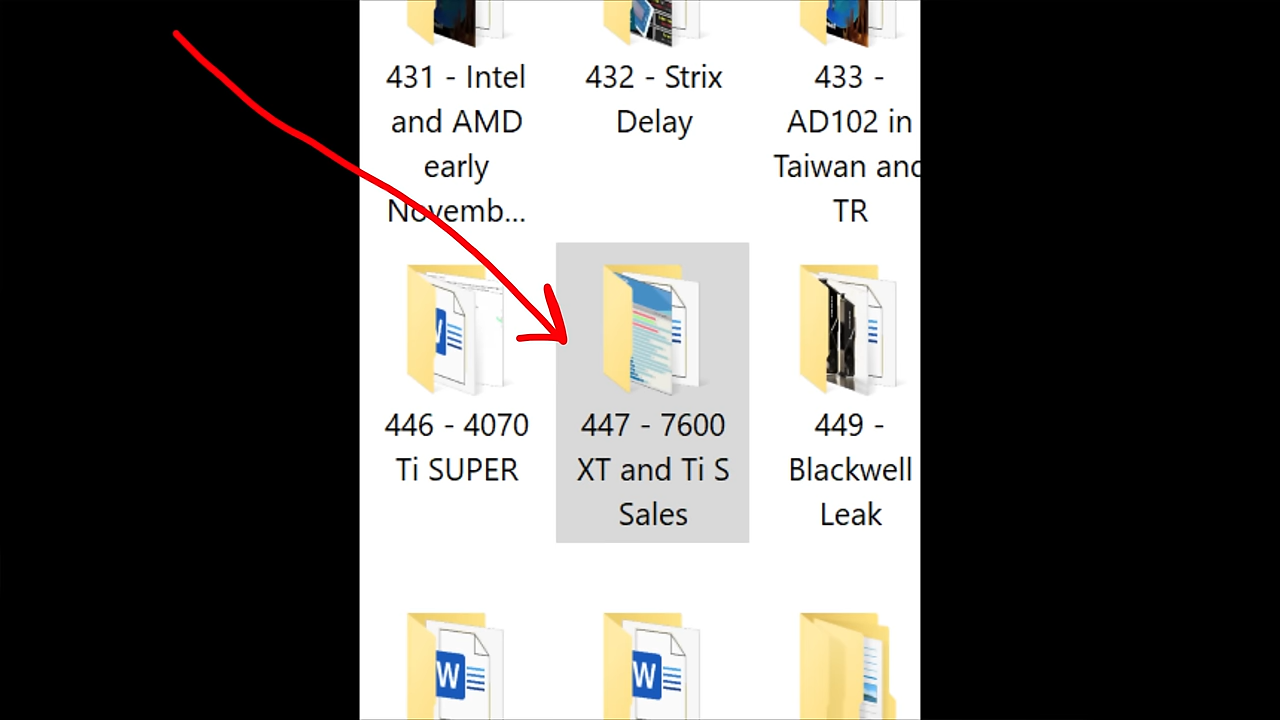 431 - Intel
and AMD
early
Novemb...
432 - Strix
Delay
433 -
AD102 in
Taiwan and
TR
446 - 4070
Ti SUPER
447 - 7600
XT and Ti S
Sales
449 -
Blackwell
Leak
W
W